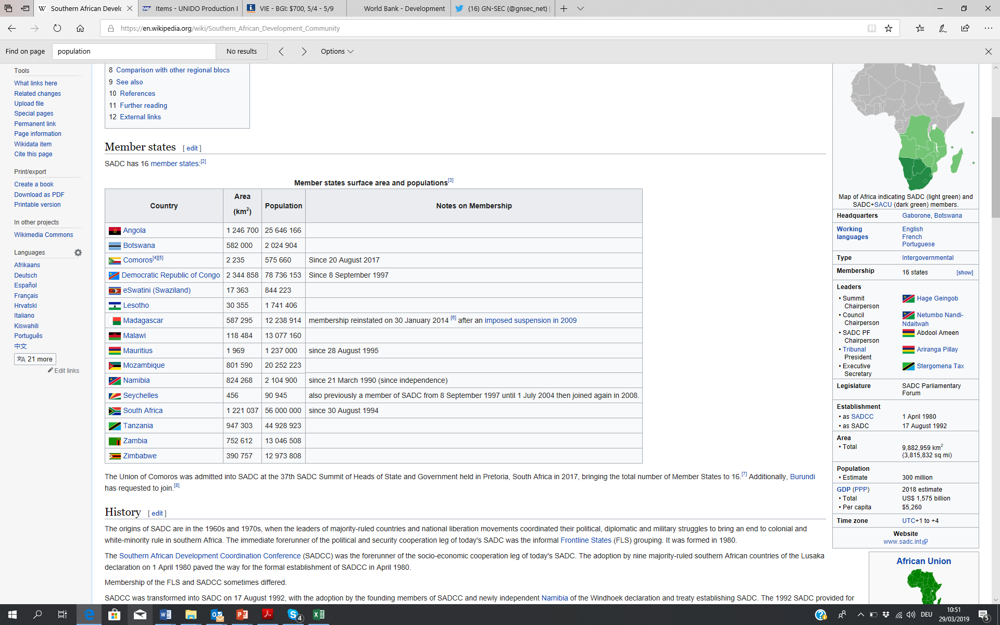 Southern African Develc
Items - UNIDO Production I
VIE - BGI: $700, 5/4 - 5/9
World Bank - Development
(16) GN-SEC (@gnsec_net) |
https://en.wikipedia.org/wiki/Southern_African_Development_Community
Find on page
population
No results
Options
Tools
What links here
Related changes
Upload file
Special pages
Permanent link
Page information
Wikidata item
Cite this page
Print/export
Create a book
Download as PDF
Printable version
In other projects
Wikimedia Commons
Languages
Afrikaans
Deutsch
Español
Français
Hrvatski
Italiano
Kiswahili
Português
中文
21 more
Edit links
8 Comparison with other regional blocs
9 See also
10 References
11 Further reading
12 External links
Member states [ edit ]
SADC has 16 member states:[2]
Member states surface area and populations[3]
Country Area (km2) Population Notes on Membership
Angola 1 246 700 25 646 166
Botswana 582 000 2 024 904
Comoros[4][5] 2 235 575 660 Since 20 August 2017
Democratic Republic of Congo 2 344 858 78 736 153 Since 8 September 1997
eSwatini (Swaziland) 17 363 844 223
Lesotho 30 355 1 741 406
Madagascar 587 295 12 238 914 membership reinstated on 30 January 2014 [6] after an imposed suspension in 2009
Malawi 118 484 13 077 160
Mauritius 1 969 1 237 000 since 28 August 1995
Mozambique 801 590 20 252 223
Namibia 824 268 2 104 900 since 21 March 1990 (since independence)
Seychelles 456 90 945 also previously a member of SADC from 8 September 1997 until 1 July 2004 then joined again in 2008.
South Africa 1 221 037 56 000 000 since 30 August 1994
Tanzania 947 303 44 928 923
Zambia 752 612 13 046 508
Zimbabwe 390 757 12 973 808
The Union of Comoros was admitted into SADC at the 37th SADC Summit of Heads of State and Government held in Pretoria, South Africa in 2017, bringing the total number of Member States to 16.[7] Additionally, Burundi
has requested to join.[8]
History [ edit ]
The origins of SADC are in the 1960s and 1970s, when the leaders of majority-ruled countries and national liberation movements coordinated their political, diplomatic and military struggles to bring an end to colonial and
white-minority rule in southern Africa. The immediate forerunner of the political and security cooperation leg of today's SADC was the informal Frontline States (FLS) grouping. It was formed in 1980.
The Southern African Development Coordination Conference (SADCC) was the forerunner of the socio-economic cooperation leg of today's SADC. The adoption by nine majority-ruled southern African countries of the Lusaka
declaration on 1 April 1980 paved the way for the formal establishment of SADCC in April 1980.
Membership of the FLS and SADCC sometimes differed.
SADCC was transformed into SADC on 17 August 1992, with the adoption by the founding members of SADCC and newly independent Namibia of the Windhoek declaration and treaty establishing SADC. The 1992 SADC provided for
Map of Africa indicating SADC (light green) and
SADC+SACU (dark green) members.
Headquarters Gaborone, Botswana
Working languages English
French
Portuguese
Type Intergovernmental
Membership 16 states [show]
Leaders
• Summit Chairperson Hage Geingob
• Council Chairperson Netumbo Nandi-Ndaitwah
• SADC PF Chairperson Abdool Ameen
• Tribunal President Ariranga Pillay
• Executive Secretary Stergomena Tax
Legislature SADC Parliamentary
Forum
Establishment
• as SADCC 1 April 1980
• as SADC 17 August 1992
Area
• Total 9,882,959 km2
(3,815,832 sq mi)
Population
• Estimate 300 million
GDP (PPP) 2018 estimate
• Total US$ 1,575 billion
• Per capita $5,260
Time zone UTC+1 to +4
Website
www.sadc.int
African Union
4
DEU
10:51
29/03/2019
5